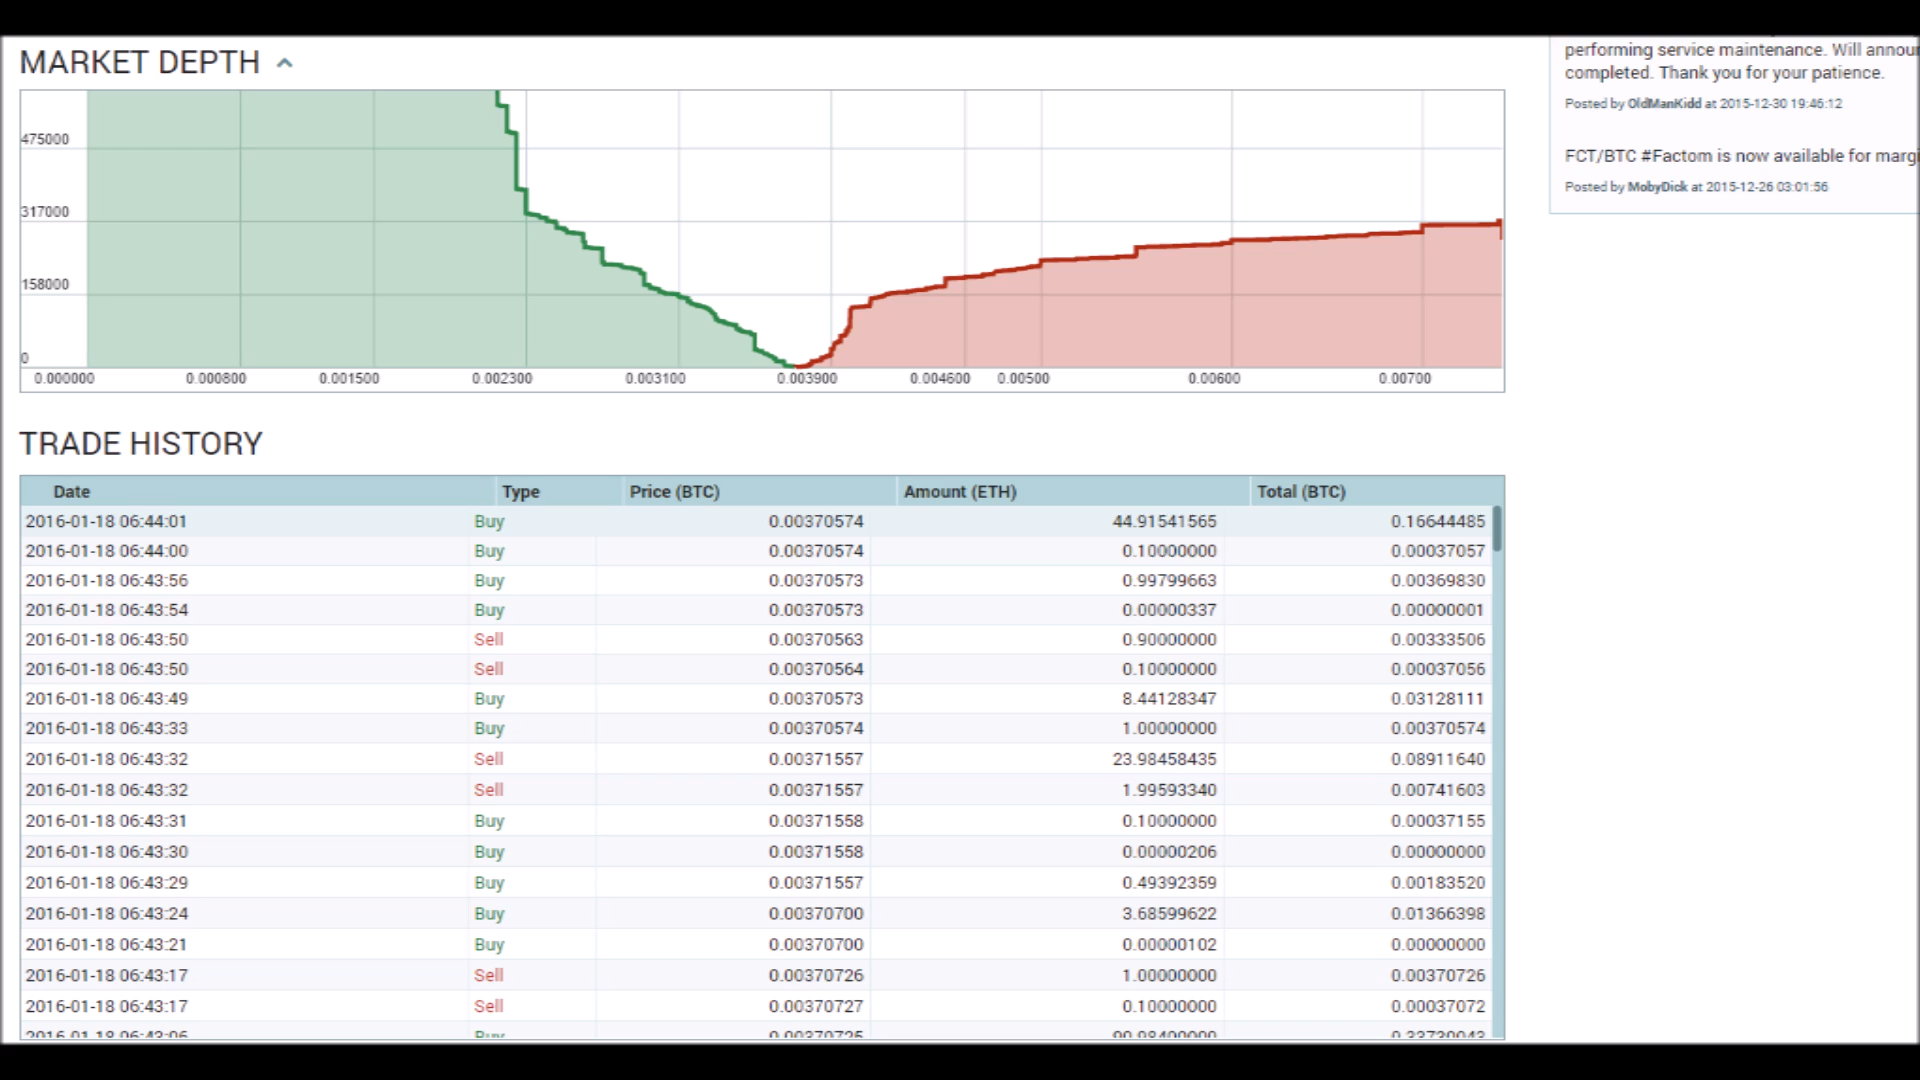 MARKET DEPTH
475000
317000
158000
0
0.000000 0.000800 0.001500 0.002300 0.003100 0.003900 0.004600 0.00500 0.00600 0.00700
performing service maintenance. Will annou
completed. Thank you for your patience.
Posted by OldManKidd at 2015-12-30 19:46:12
FCT/BTC #Factom is now available for margi
Posted by MobyDick at 2015-12-26 03:01:56
TRADE HISTORY
Date Type Price (BTC) Amount (ETH) Total (BTC)
2016-01-18 06:44:01 Buy 0.00370574 44.91541565 0.16644485
2016-01-18 06:44:00 Buy 0.00370574 0.10000000 0.00037057
2016-01-18 06:43:56 Buy 0.00370573 0.99799663 0.00369830
2016-01-18 06:43:54 Buy 0.00370573 0.00000337 0.00000001
2016-01-18 06:43:50 Sell 0.00370563 0.90000000 0.00333506
2016-01-18 06:43:50 Sell 0.00370564 0.10000000 0.00037056
2016-01-18 06:43:49 Buy 0.00370573 8.44128347 0.03128111
2016-01-18 06:43:33 Buy 0.00370574 1.00000000 0.00370574
2016-01-18 06:43:32 Sell 0.00371557 23.98458435 0.08911640
2016-01-18 06:43:32 Sell 0.00371557 1.99593340 0.00741603
2016-01-18 06:43:31 Buy 0.00371558 0.10000000 0.00037155
2016-01-18 06:43:30 Buy 0.00371558 0.00000206 0.00000000
2016-01-18 06:43:29 Buy 0.00371557 0.49392359 0.00183520
2016-01-18 06:43:24 Buy 0.00370700 3.68599622 0.01366398
2016-01-18 06:43:21 Buy 0.00370700 0.00000102 0.00000000
2016-01-18 06:43:17 Sell 0.00370726 1.00000000 0.00370726
2016-01-18 06:43:17 Sell 0.00370727 0.10000000 0.00037072
2016-01-18 06:43:06 Buy 0.00370725